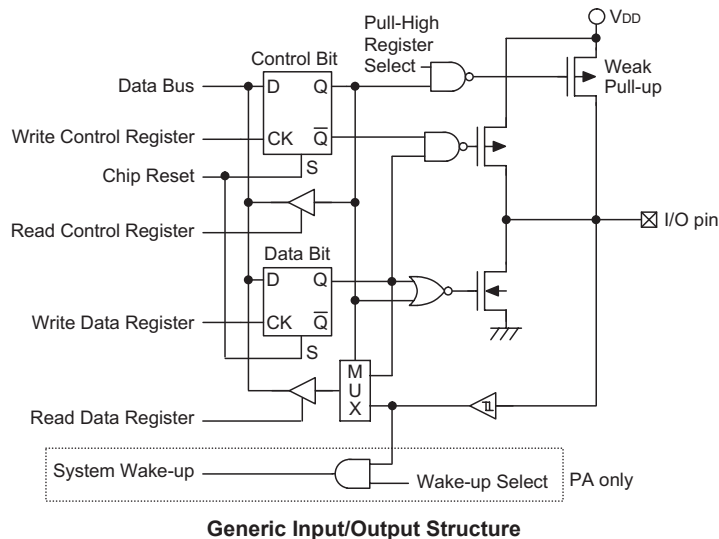 VDD
Pull-High
Register
Select
Control Bit
Weak
Pull-up
Data Bus
D
Q
Write Control Register
CK
Q
S
Chip Reset
Read Control Register
I/O pin
Data Bit
D
Q
Write Data Register
CK
Q
S
M
U
X
Read Data Register
System Wake-up
Wake-up Select
PA only
Generic Input/Output Structure